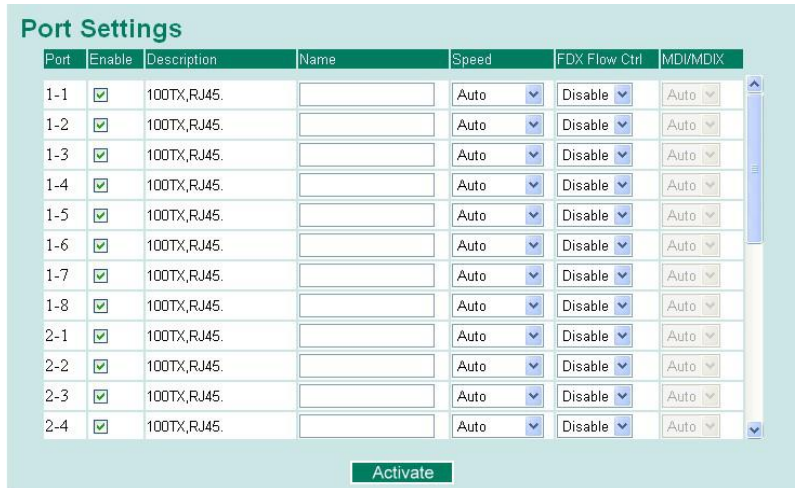 Port Settings
Port Enable Description Name Speed FDX Flow Ctrl MDI/MDIX
1-1 100TX,RJ45. Auto Disable Auto
1-2 100TX,RJ45. Auto Disable Auto
1-3 100TX,RJ45. Auto Disable Auto
1-4 100TX,RJ45. Auto Disable Auto
1-5 100TX,RJ45. Auto Disable Auto
1-6 100TX,RJ45. Auto Disable Auto
1-7 100TX,RJ45. Auto Disable Auto
1-8 100TX,RJ45. Auto Disable Auto
2-1 100TX,RJ45. Auto Disable Auto
2-2 100TX,RJ45. Auto Disable Auto
2-3 100TX,RJ45. Auto Disable Auto
2-4 100TX,RJ45. Auto Disable Auto
Activate